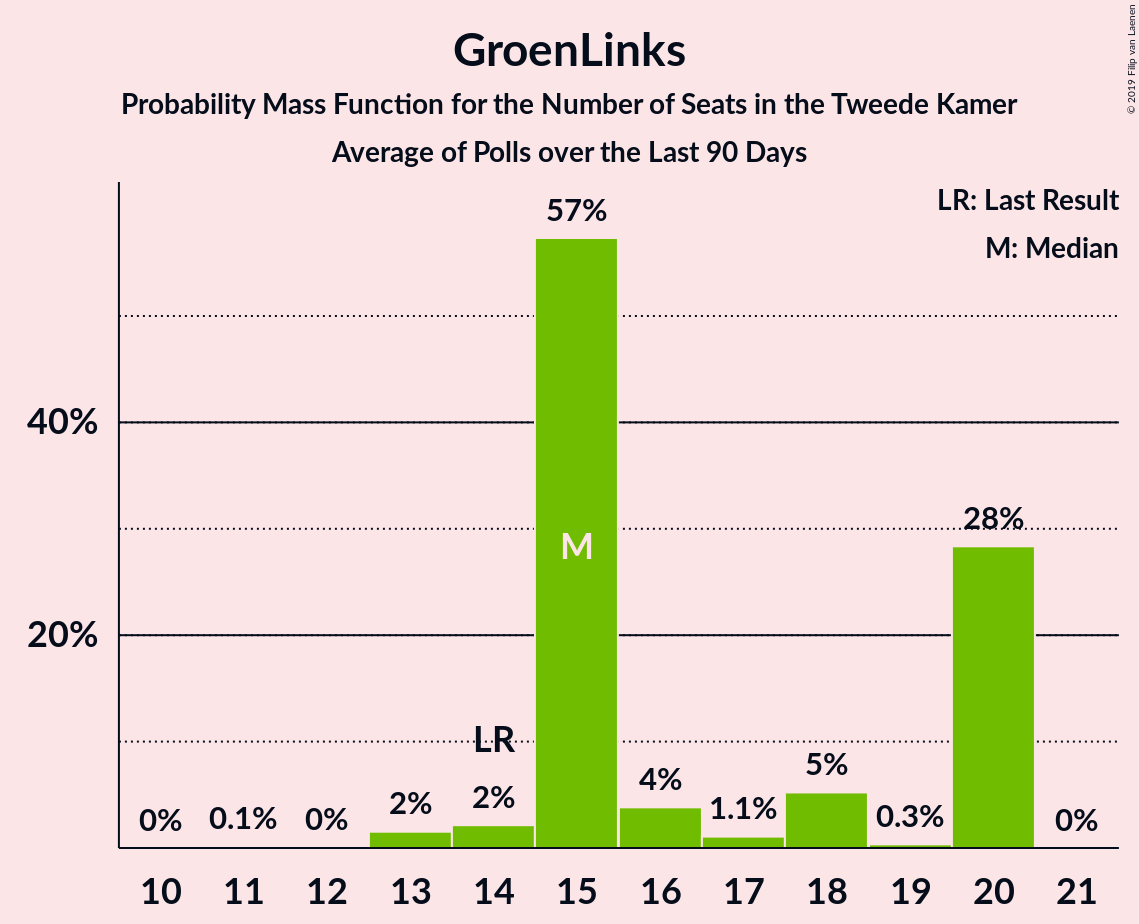 © 2019 Filip van Laenen
GroenLinks
Probability Mass Function for the Number of Seats in the Tweede Kamer
Average of Polls over the Last 90 Days
LR: Last Result
M: Median
57%
40%
M
28%
20%
LR
0% 0.1% 0% 2% 2% 4% 1.1% 5% 0.3% 0%
10 11 12 13 14 15 16 17 18 19 20 21